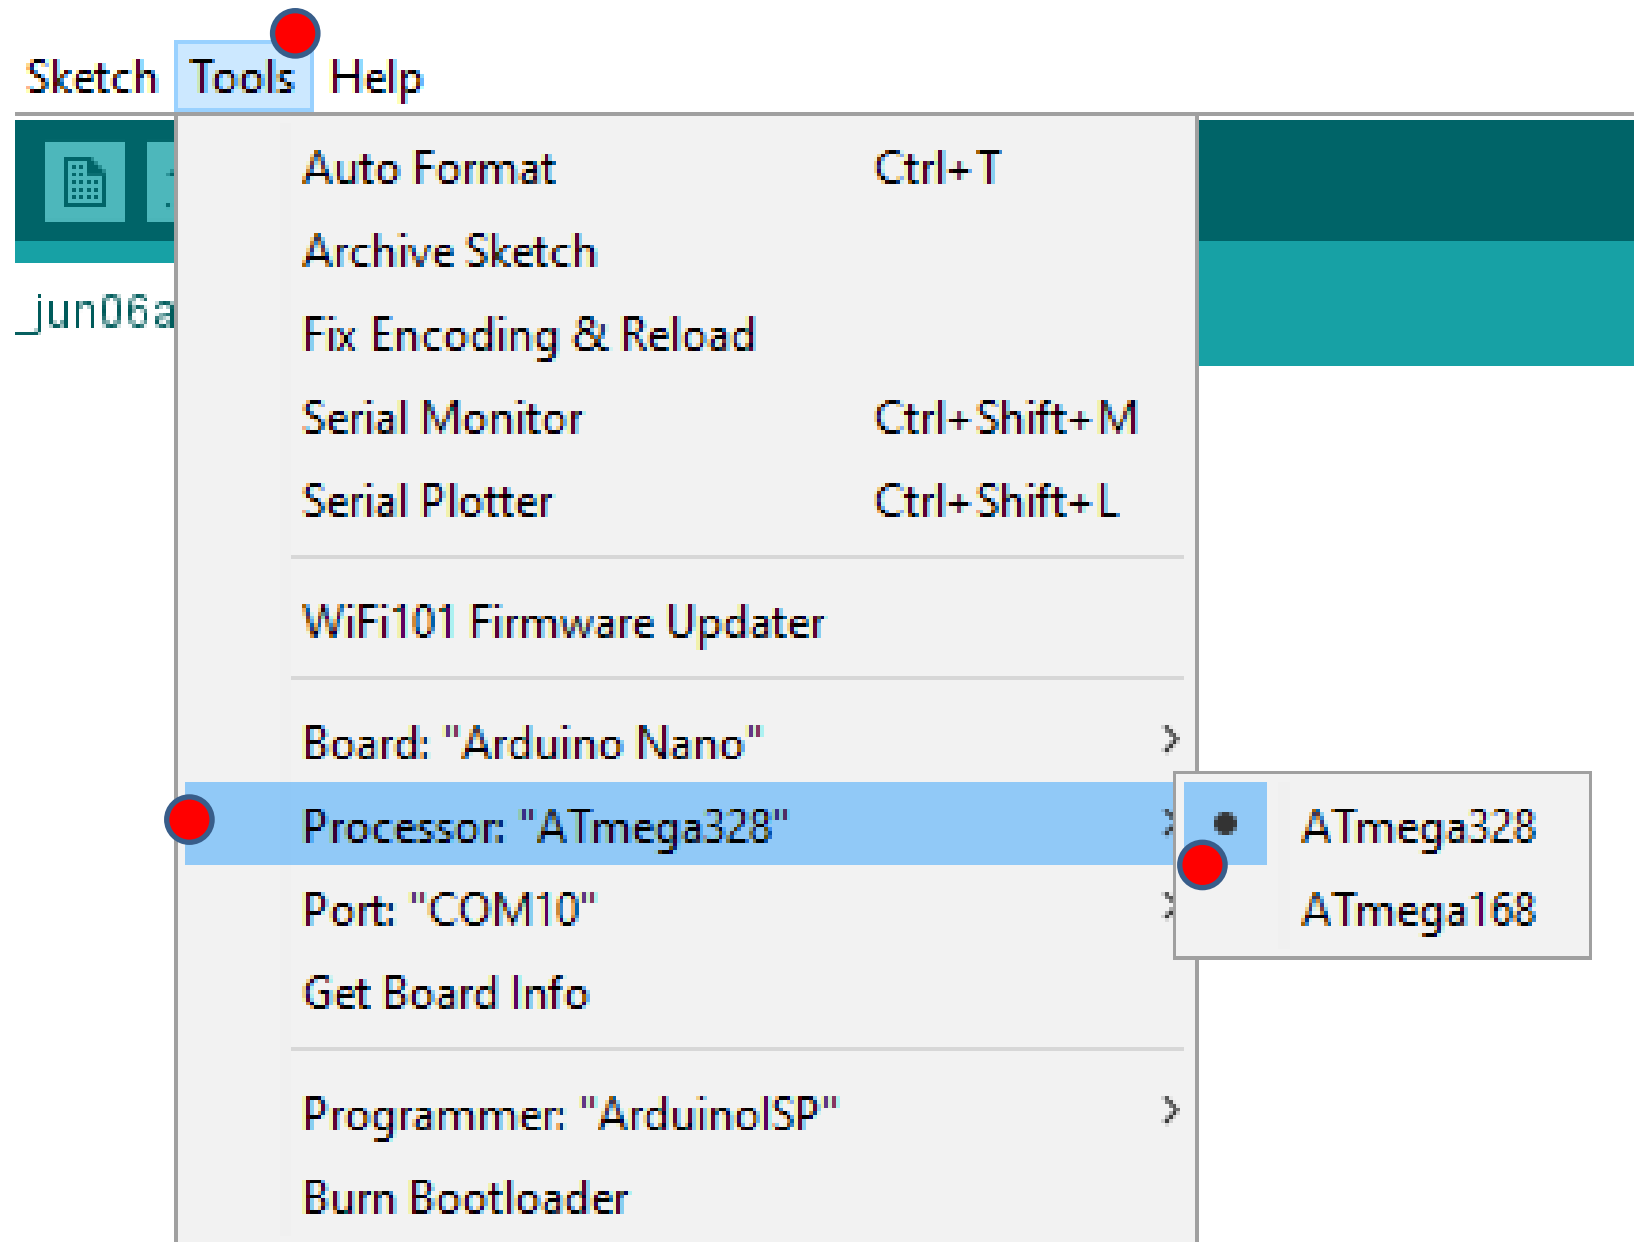 Sketch Tools Help
_jun06a
Auto Format Ctrl+T
Archive Sketch
Fix Encoding & Reload
Serial Monitor Ctrl+Shift+M
Serial Plotter Ctrl+Shift+L
WiFi101 Firmware Updater
Board: "Arduino Nano"
Processor: "ATmega328"
Port: "COM10"
Get Board Info
Programmer: "ArduinoISP"
Burn Bootloader
ATmega328
ATmega168